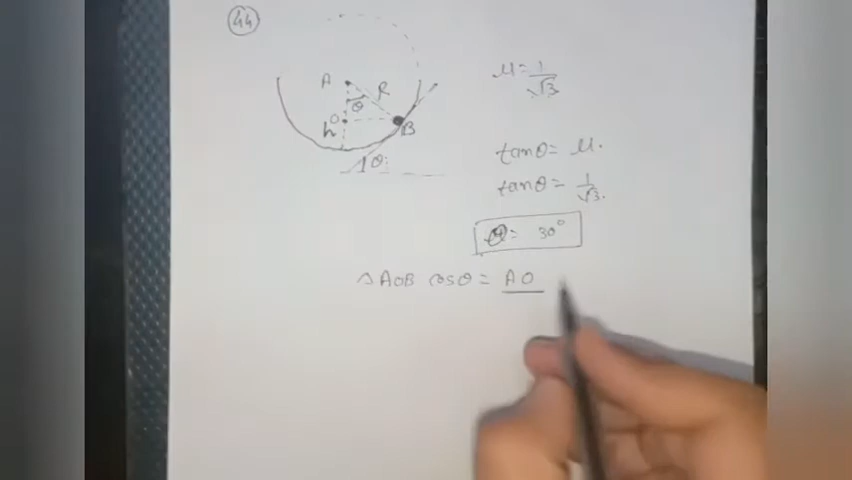 44
A
R
θ
O
h
B
θ
μ = 1/√3
tanθ = μ.
tanθ = 1/√3.
θ = 30°
△AOB cosθ = AO